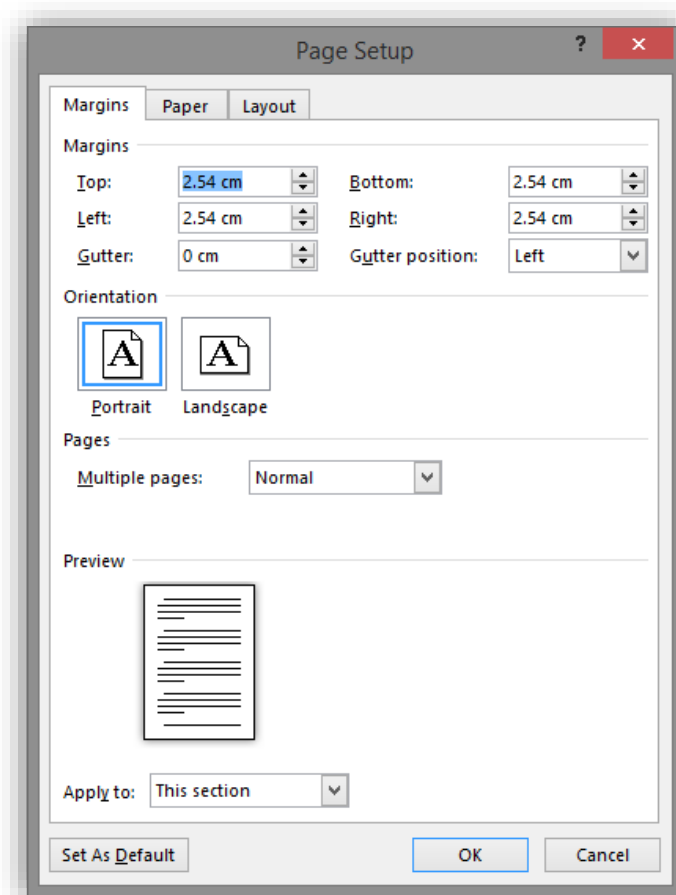 Page Setup ?
Margins Paper Layout
Margins
Top: 2.54 cm Bottom: 2.54 cm
Left: 2.54 cm Right: 2.54 cm
Gutter: 0 cm Gutter position: Left
Orientation
A A
Portrait Landscape
Pages
Multiple pages: Normal
Preview
Apply to: This section
Set As Default OK Cancel